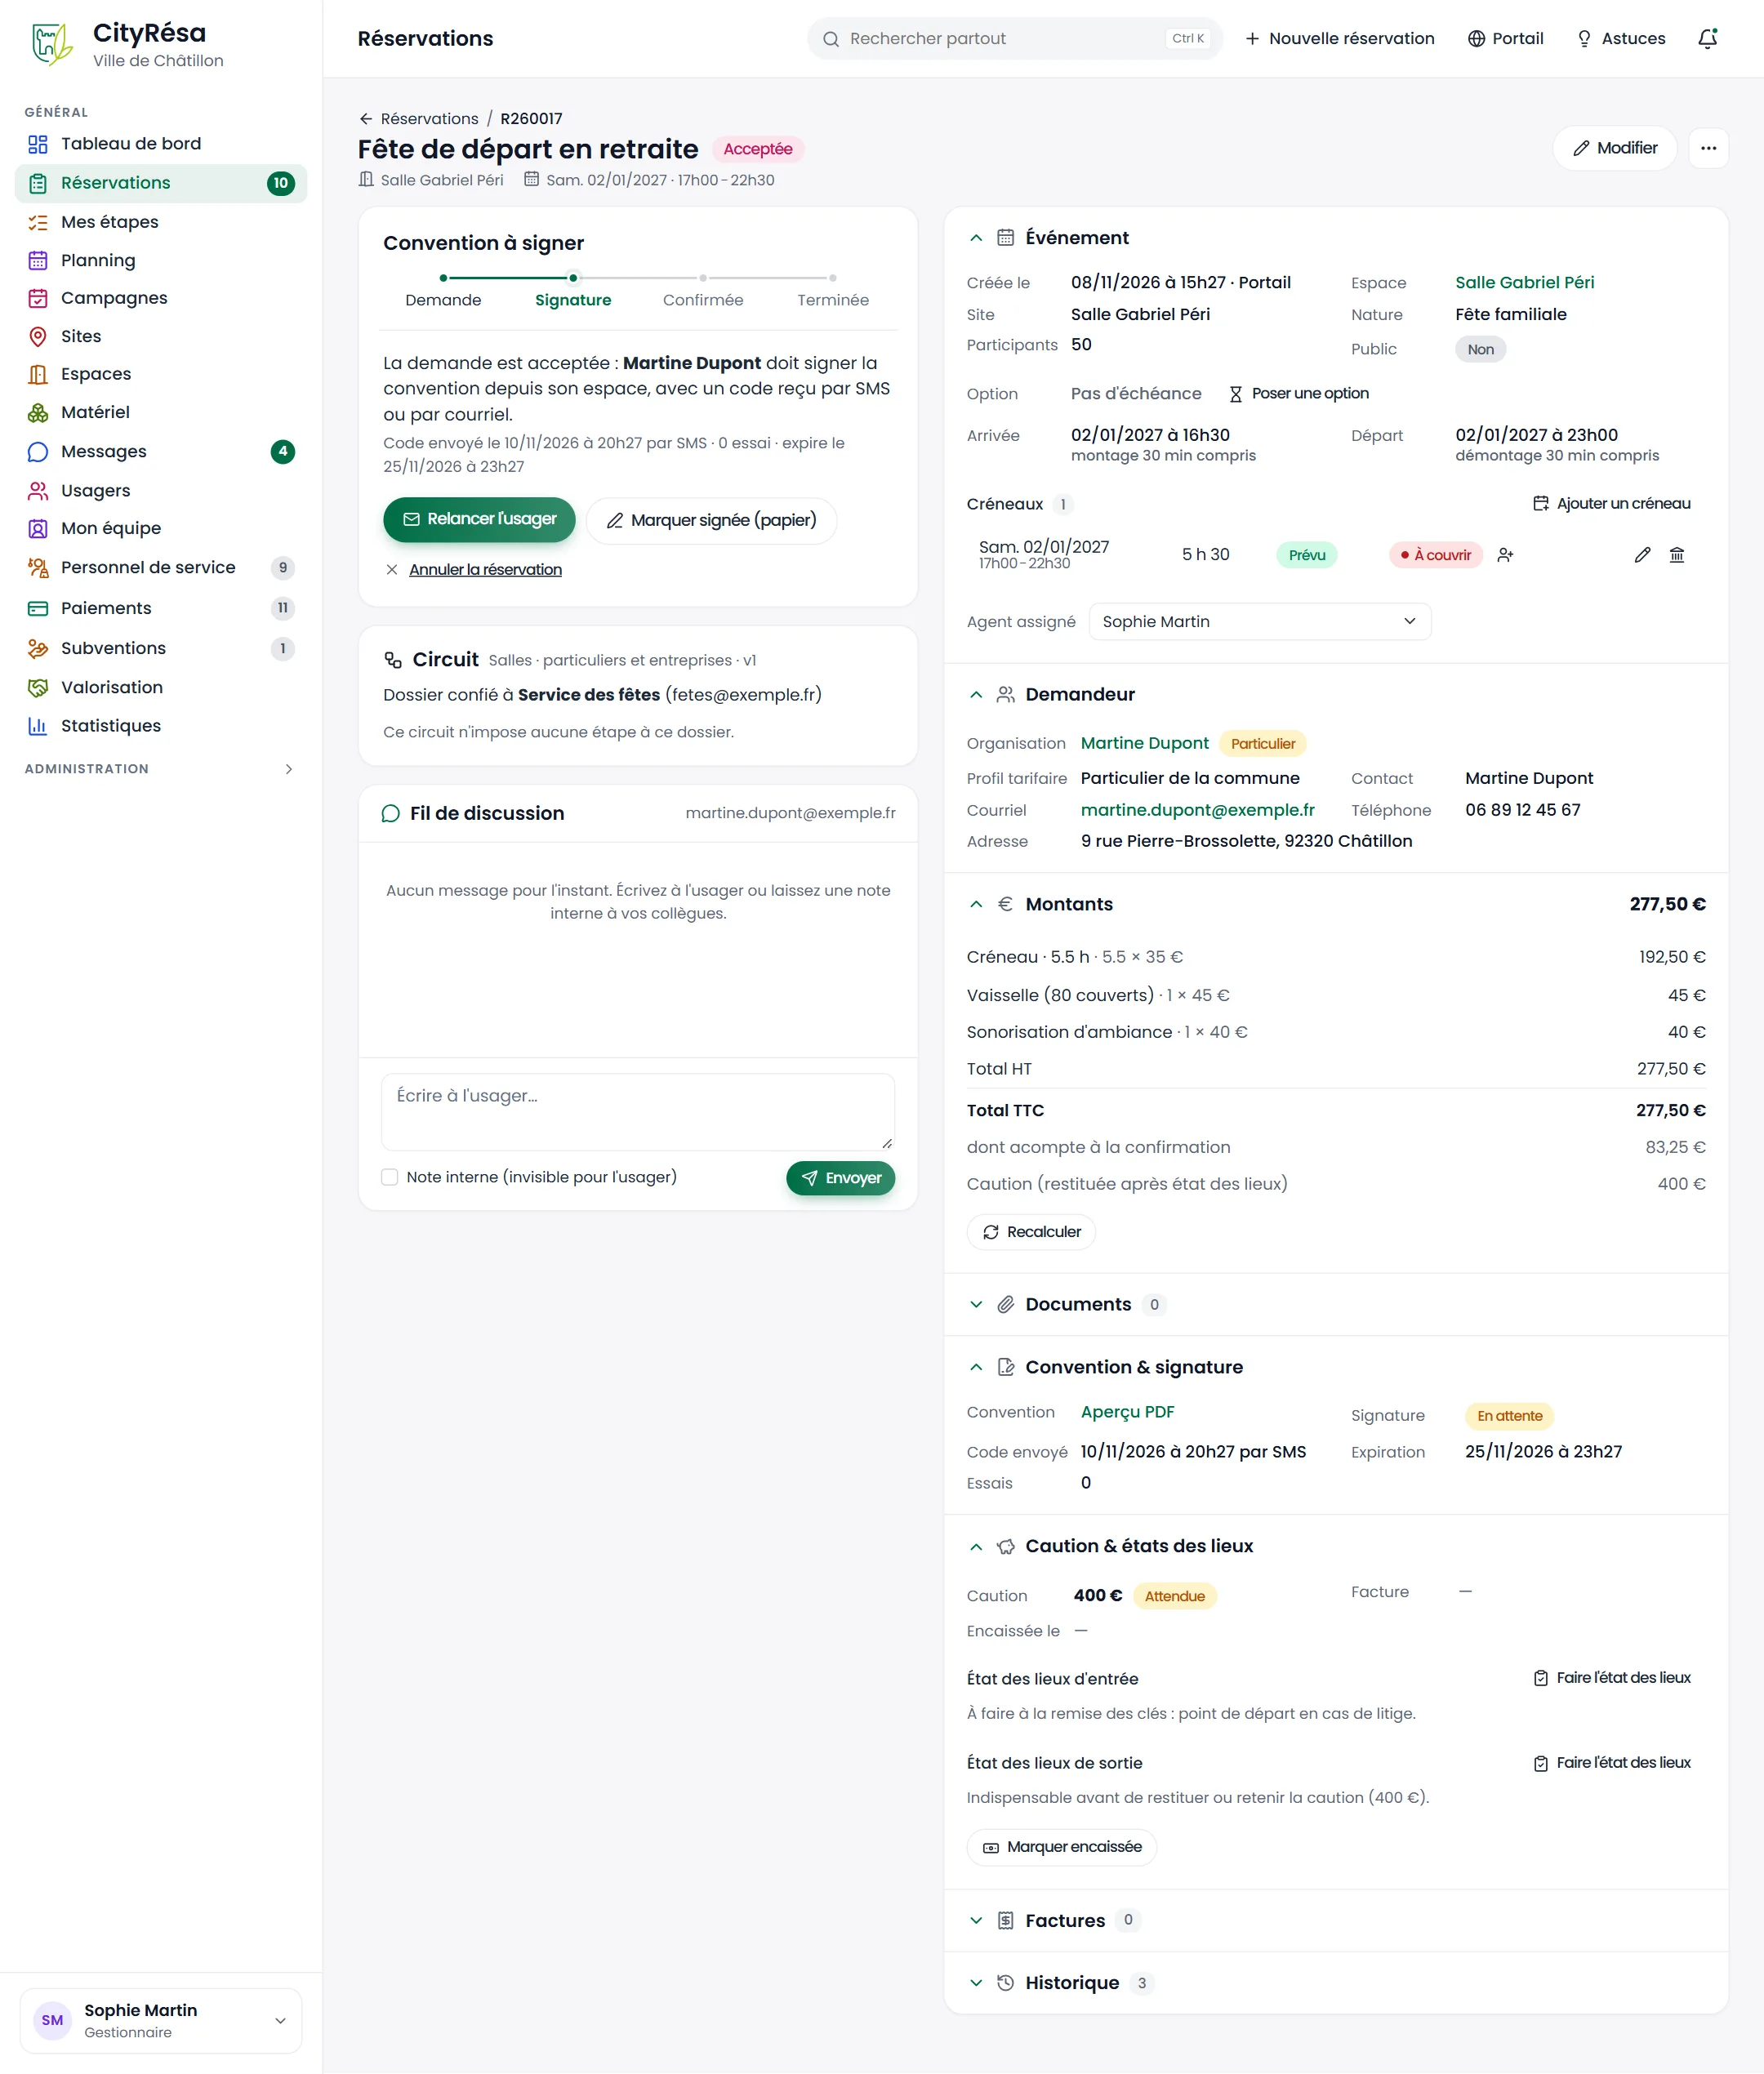 CityRésa
Ville de Châtillon
GÉNÉRAL
Tableau de bord
Réservations 10
Mes étapes
Planning
Campagnes
Sites
Espaces
Matériel
Messages 4
Usagers
Mon équipe
Personnel de service 9
Paiements 11
Subventions 1
Valorisation
Statistiques
ADMINISTRATION
SM
Sophie Martin
Gestionnaire
Réservations
Rechercher partout Ctrl K
Nouvelle réservation
Portail
Astuces
Réservations / R260017
Fête de départ en retraite Acceptée
Salle Gabriel Péri Sam. 02/01/2027 · 17h00 – 22h30
Modifier
Convention à signer
Demande Signature Confirmée Terminée
La demande est acceptée : Martine Dupont doit signer la
convention depuis son espace, avec un code reçu par SMS
ou par courriel.
Code envoyé le 10/11/2026 à 20h27 par SMS · 0 essai · expire le
25/11/2026 à 23h27
Relancer l'usager Marquer signée (papier)
Annuler la réservation
Circuit Salles · particuliers et entreprises · v1
Dossier confié à Service des fêtes (fetes@exemple.fr)
Ce circuit n'impose aucune étape à ce dossier.
Fil de discussion martine.dupont@exemple.fr
Aucun message pour l'instant. Écrivez à l'usager ou laissez une note
interne à vos collègues.
Écrire à l'usager...
Note interne (invisible pour l'usager) Envoyer
Événement
Créée le 08/11/2026 à 15h27 · Portail Espace Salle Gabriel Péri
Site Salle Gabriel Péri Nature Fête familiale
Participants 50 Public Non
Option Pas d'échéance Poser une option
Arrivée 02/01/2027 à 16h30 Départ 02/01/2027 à 23h00
montage 30 min compris démontage 30 min compris
Créneaux 1 Ajouter un créneau
Sam. 02/01/2027 5 h 30 Prévu À couvrir
17h00 – 22h30
Agent assigné Sophie Martin
Demandeur
Organisation Martine Dupont Particulier
Profil tarifaire Particulier de la commune Contact Martine Dupont
Courriel martine.dupont@exemple.fr Téléphone 06 89 12 45 67
Adresse 9 rue Pierre-Brossolette, 92320 Châtillon
Montants 277,50 €
Créneau · 5.5 h · 5.5 × 35 € 192,50 €
Vaisselle (80 couverts) · 1 × 45 € 45 €
Sonorisation d'ambiance · 1 × 40 € 40 €
Total HT 277,50 €
Total TTC 277,50 €
dont acompte à la confirmation 83,25 €
Caution (restituée après état des lieux) 400 €
Recalculer
Documents 0
Convention & signature
Convention Aperçu PDF Signature En attente
Code envoyé 10/11/2026 à 20h27 par SMS Expiration 25/11/2026 à 23h27
Essais 0
Caution & états des lieux
Caution 400 € Attendue Facture —
Encaissée le —
État des lieux d'entrée Faire l'état des lieux
À faire à la remise des clés : point de départ en cas de litige.
État des lieux de sortie Faire l'état des lieux
Indispensable avant de restituer ou retenir la caution (400 €).
Marquer encaissée
Factures 0
Historique 3